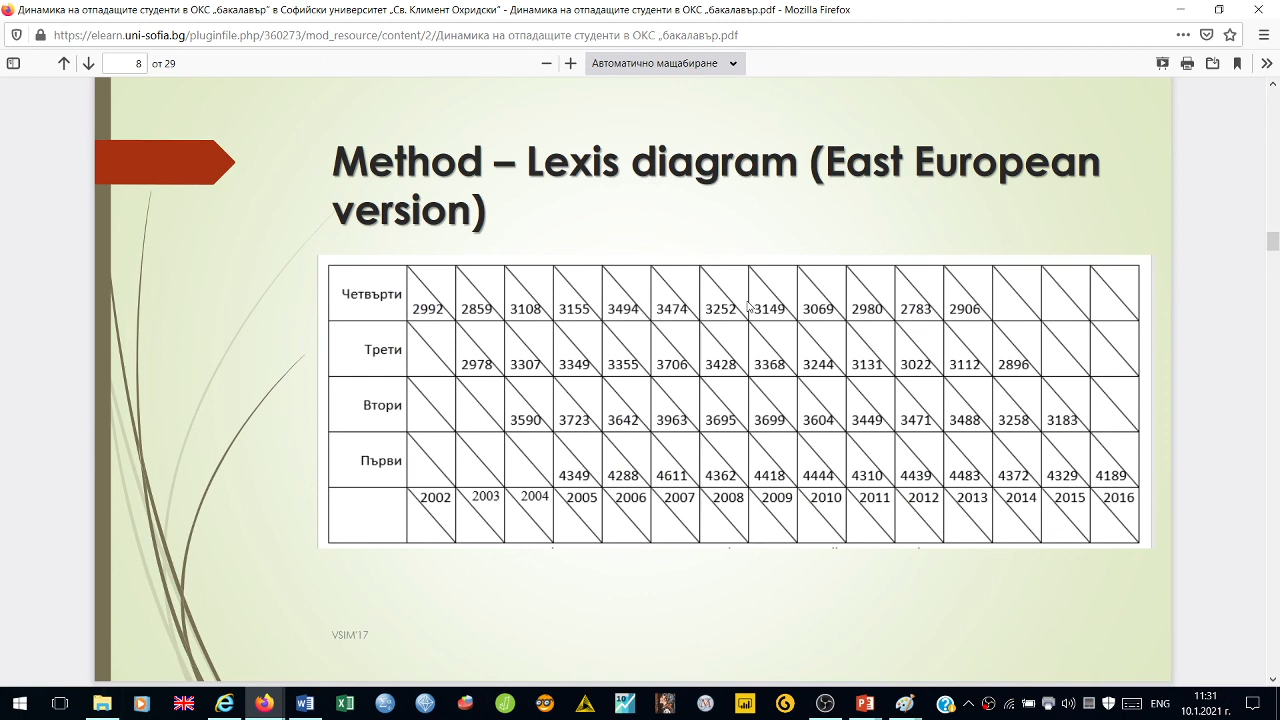 Динамика на отпадащите студенти в ОКС „бакалавър" в Софийски университет „Св. Климент Охридски" - Динамика на отпадащите студенти в ОКС „бакалавър.pdf - Mozilla Firefox
https://elearn.uni-sofia.bg/pluginfile.php/360273/mod_resource/content/2/Динамика на отпадащите студенти в ОКС „бакалавър.pdf
8 от 29
Автоматично мащабиране
Method – Lexis diagram (East European
version)
Четвърти 2992 2859 3108 3155 3494 3474 3252 3149 3069 2980 2783 2906
Трети 2978 3307 3349 3355 3706 3428 3368 3244 3131 3022 3112 2896
Втори 3590 3723 3642 3963 3695 3699 3604 3449 3471 3488 3258 3183
Първи 4349 4288 4611 4362 4418 4444 4310 4439 4483 4372 4329 4189
2002 2003 2004 2005 2006 2007 2008 2009 2010 2011 2012 2013 2014 2015 2016
VSIM'17
ENG
11:31
10.1.2021 г.